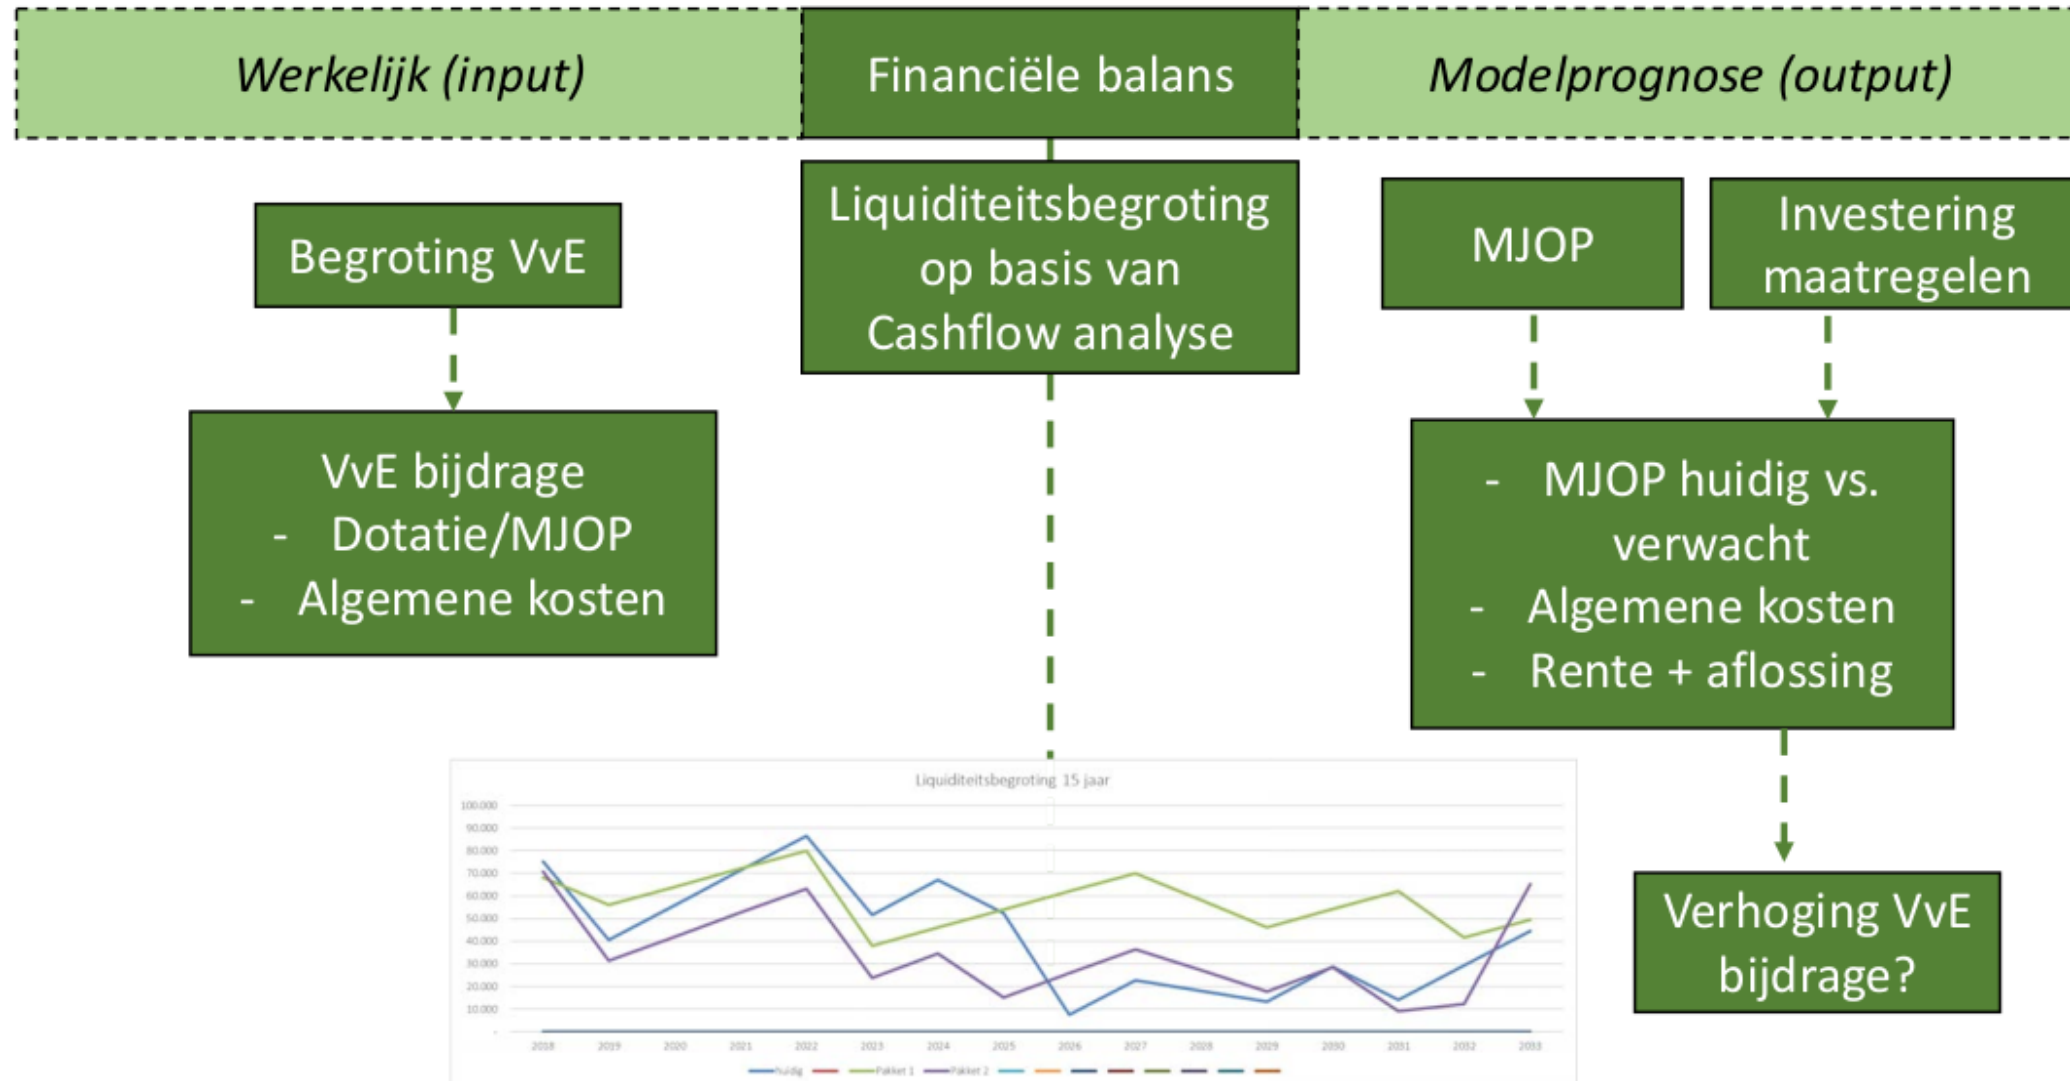 Werkelijk (input)
Financiële balans
Modelprognose (output)
Begroting VvE
VvE bijdrage
- Dotatie/MJOP
- Algemene kosten
Liquiditeitsbegroting
op basis van
Cashflow analyse
MJOP
Investering
maatregelen
- MJOP huidig vs.
verwacht
- Algemene kosten
- Rente + aflossing
Verhoging VvE
bijdrage?
Liquiditeitsbegroting 15 jaar
100.000
90.000
80.000
70.000
60.000
50.000
40.000
30.000
20.000
10.000
-
2018 2019 2020 2021 2022 2023 2024 2025 2026 2027 2028 2029 2030 2031 2032 2033
huidig Pakket 1 Pakket 2